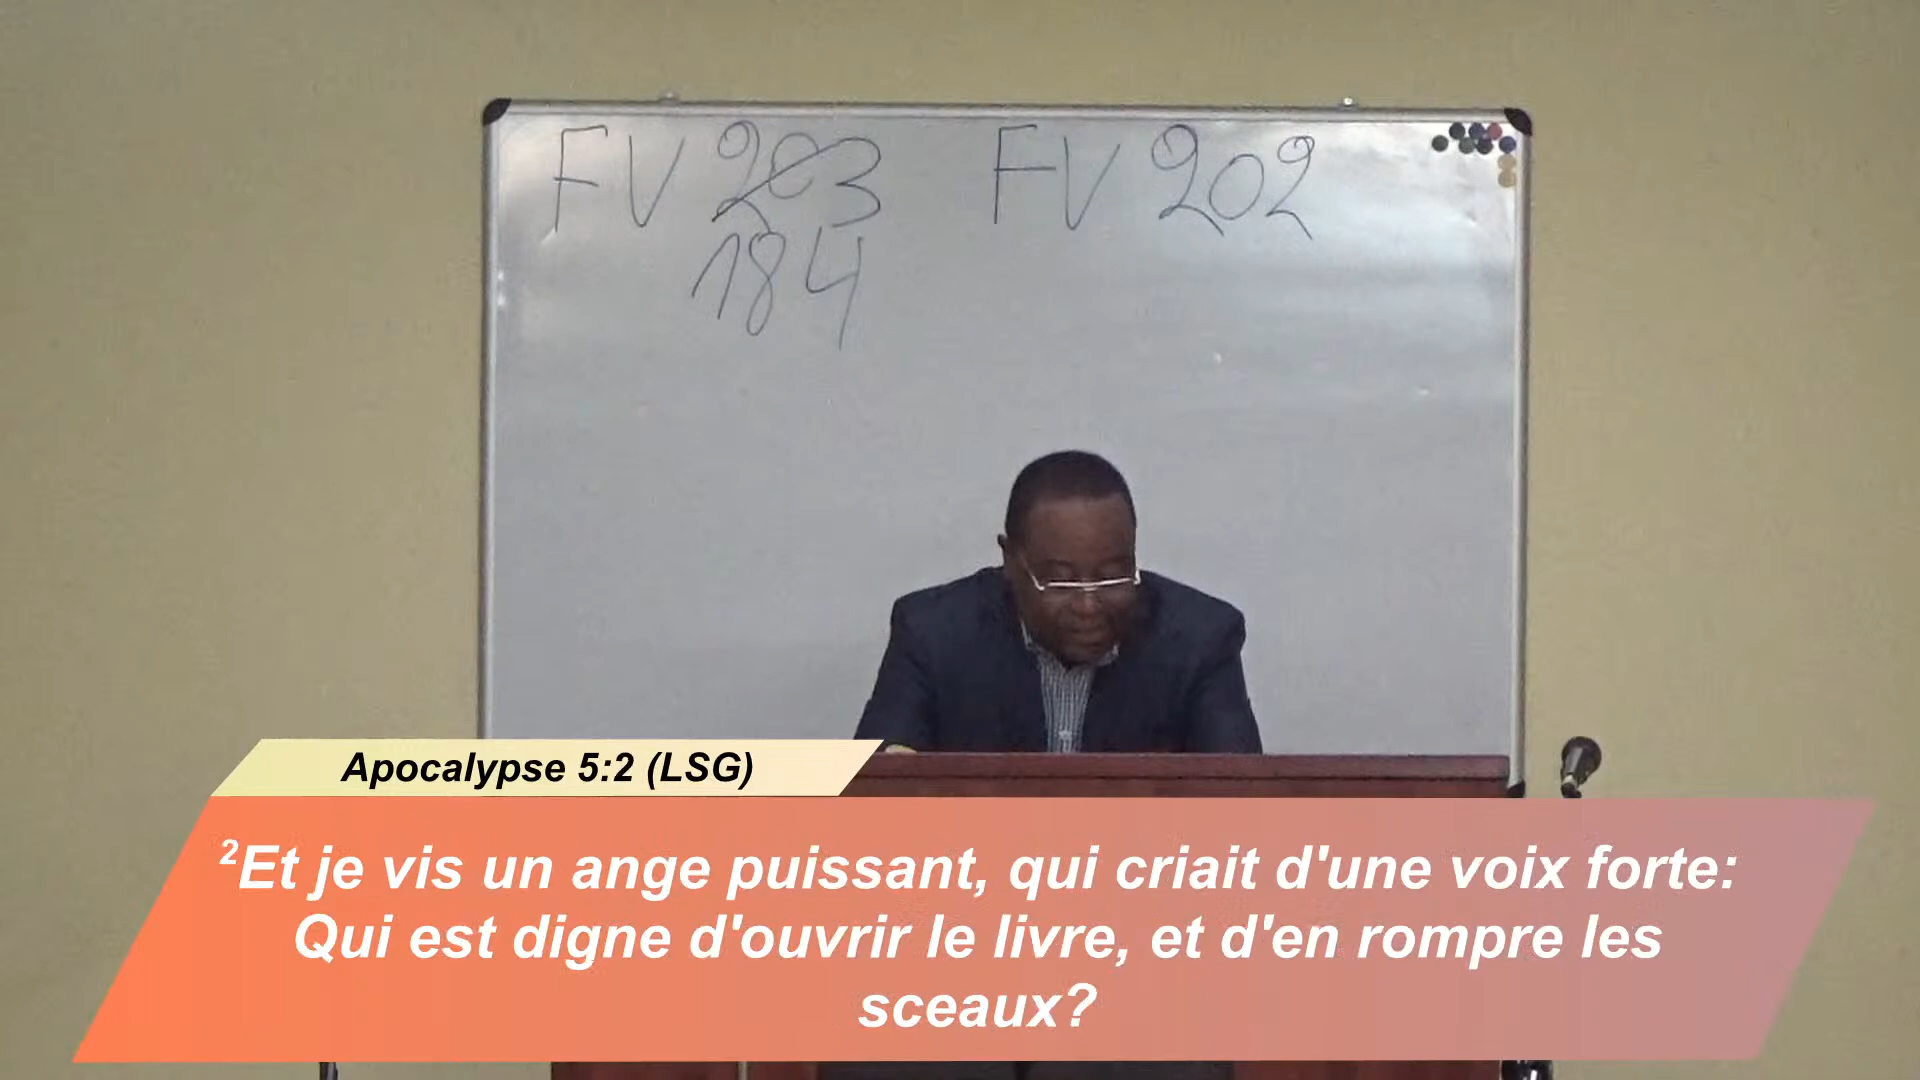 FV 203 FV 202
184
Apocalypse 5:2 (LSG)
²Et je vis un ange puissant, qui criait d'une voix forte:
Qui est digne d'ouvrir le livre, et d'en rompre les
sceaux?